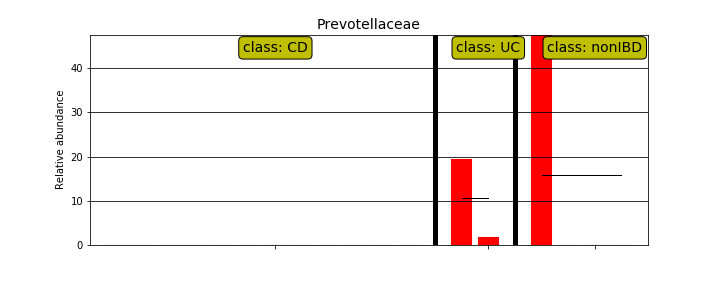 Prevotellaceae
class: CD
class: UC
class: nonIBD
Relative abundance
40
30
20
10
0